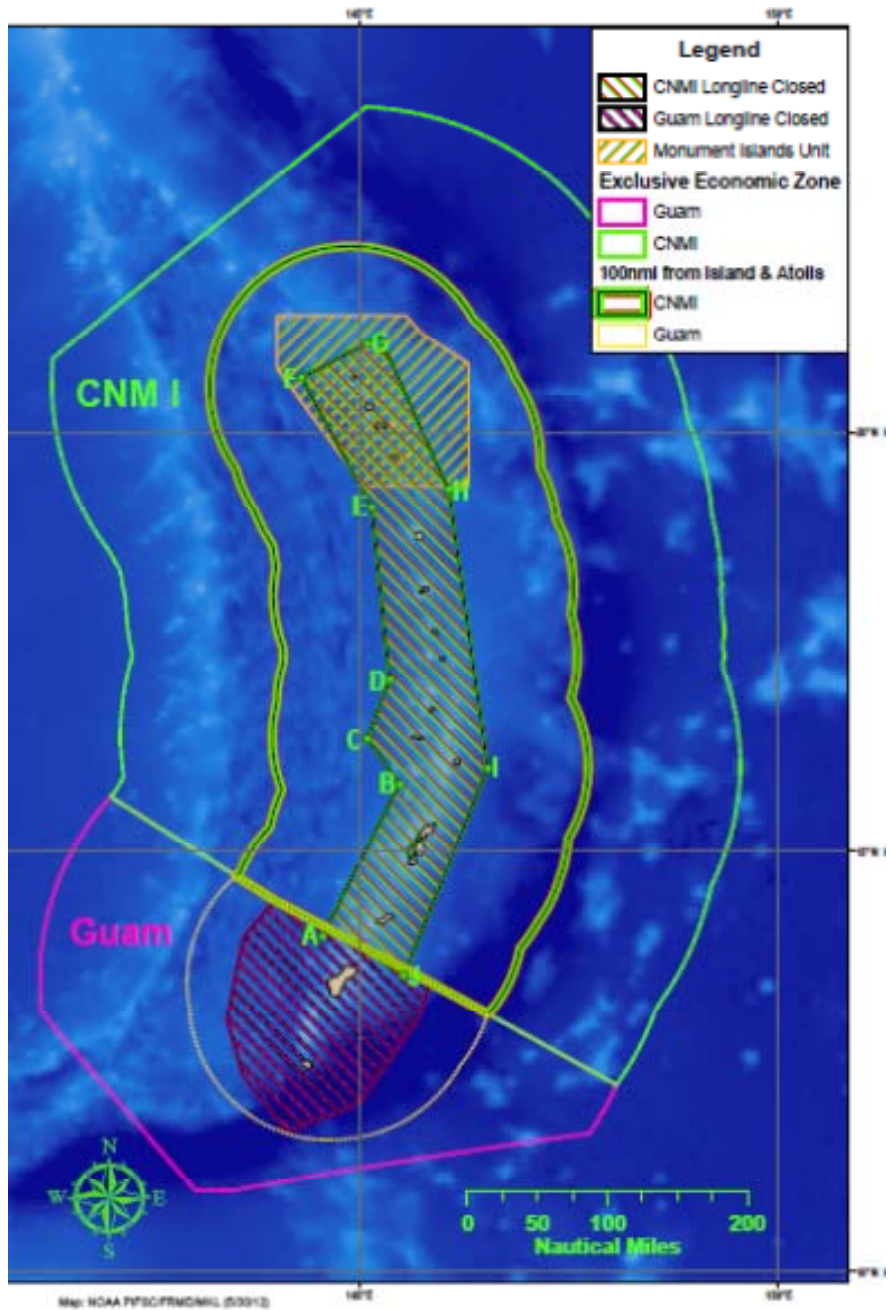 Legend
CNMI Longline Closed
Guam Longline Closed
Monument Islands Unit
Exclusive Economic Zone
Guam
CNMI
100nmi from Island & Atolls
CNMI
Guam
G
F
CNM I
H
E
D
C
I
B
Guam
A
J
N
W E
S
0 50 100 200
Nautical Miles